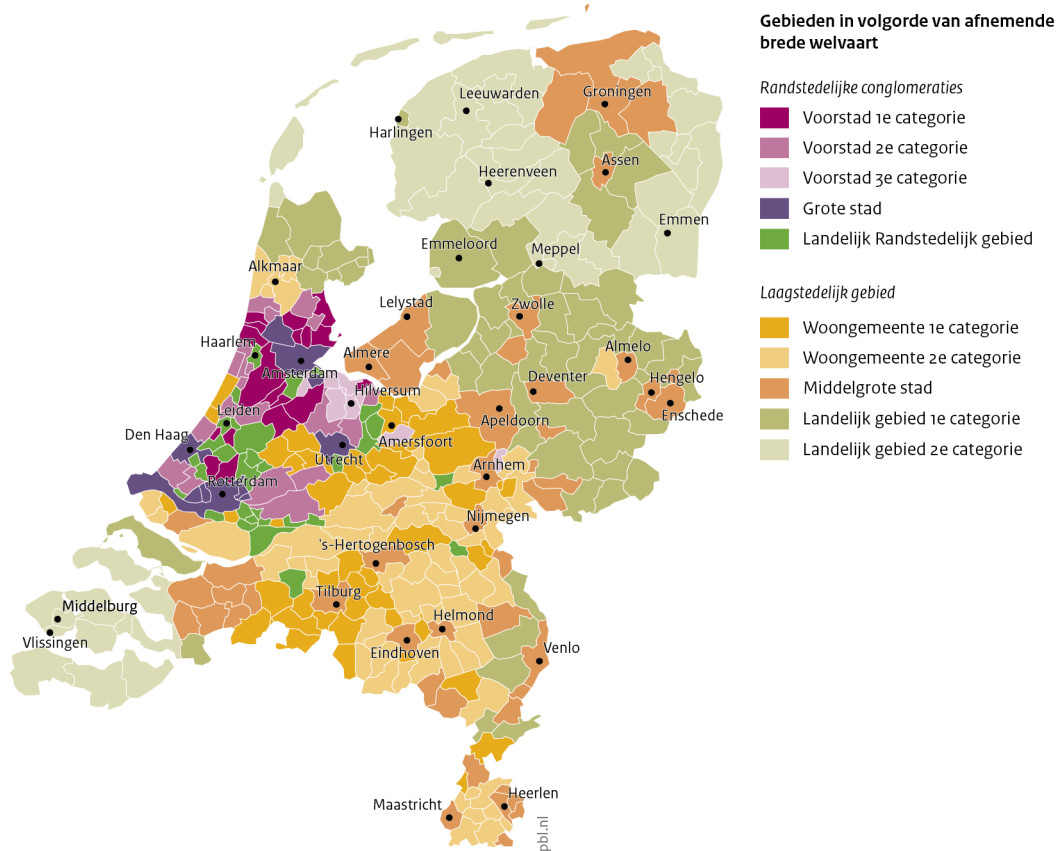 Gebieden in volgorde van afnemende
brede welvaart
Randstedelijke conglomeraties
Voorstad 1e categorie
Voorstad 2e categorie
Voorstad 3e categorie
Grote stad
Landelijk Randstedelijk gebied
Laagstedelijk gebied
Woongemeente 1e categorie
Woongemeente 2e categorie
Middelgrote stad
Landelijk gebied 1e categorie
Landelijk gebied 2e categorie
Leeuwarden
Groningen
Harlingen
Assen
Heerenveen
Emmen
Emmeloord
Meppel
Alkmaar
Lelystad
Zwolle
Haarlem
Almere
Almelo
Amsterdam
Deventer
Hengelo
Hilversum
Leiden
Apeldoorn
Enschede
Den Haag
Amersfoort
Utrecht
Arnhem
Rotterdam
Nijmegen
's-Hertogenbosch
Tilburg
Middelburg
Helmond
Vlissingen
Eindhoven
Venlo
Maastricht
Heerlen
pbl.nl